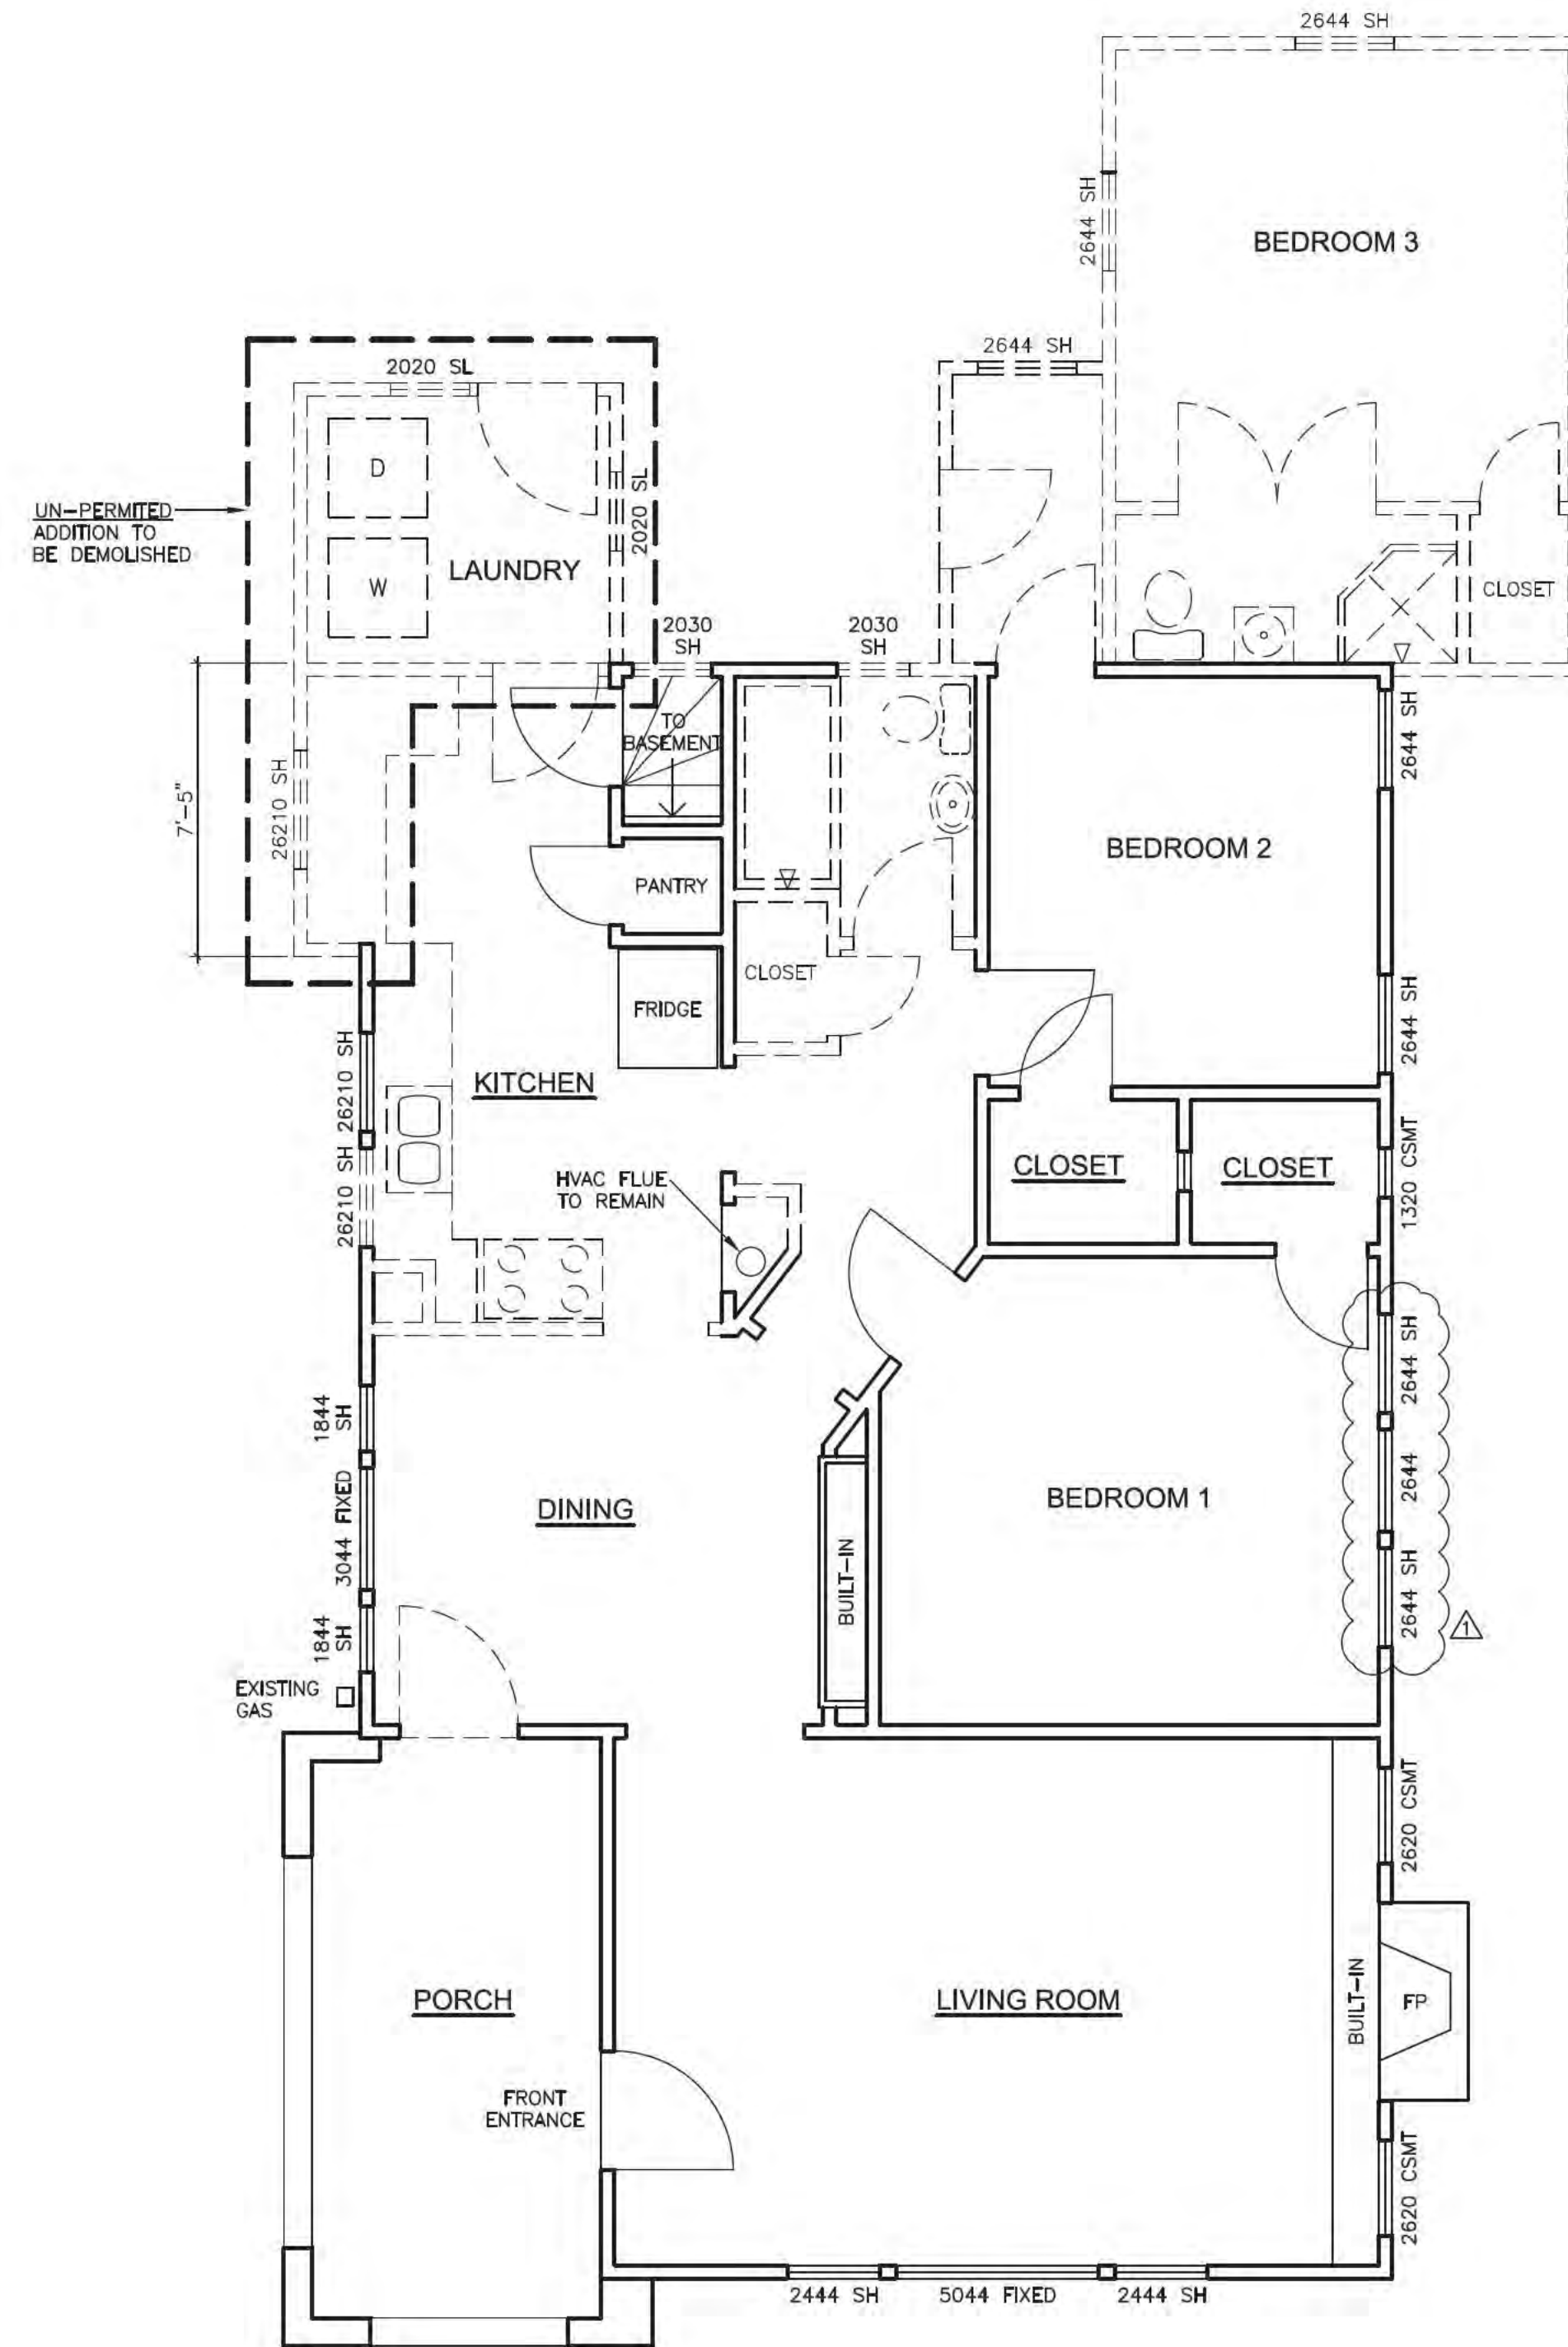 2644 SH
2644 SH
BEDROOM 3
2644 SH
2020 SL
D
2020 SL
UN-PERMITED
ADDITION TO
BE DEMOLISHED
LAUNDRY
W
CLOSET
2030
SH
2030
SH
2644 SH
TO
BASEMENT
26210 SH
7'-5"
BEDROOM 2
PANTRY
CLOSET
FRIDGE
2644 SH
26210 SH
KITCHEN
26210 SH
HVAC FLUE
TO REMAIN
CLOSET
CLOSET
1320 CSMT
2644 SH
1844
SH
2644
BEDROOM 1
3044 FIXED
DINING
BUILT-IN
2644 SH
1
1844
SH
EXISTING
GAS
2620 CSMT
PORCH
LIVING ROOM
BUILT-IN
FP
FRONT
ENTRANCE
2620 CSMT
2444 SH
5044 FIXED
2444 SH